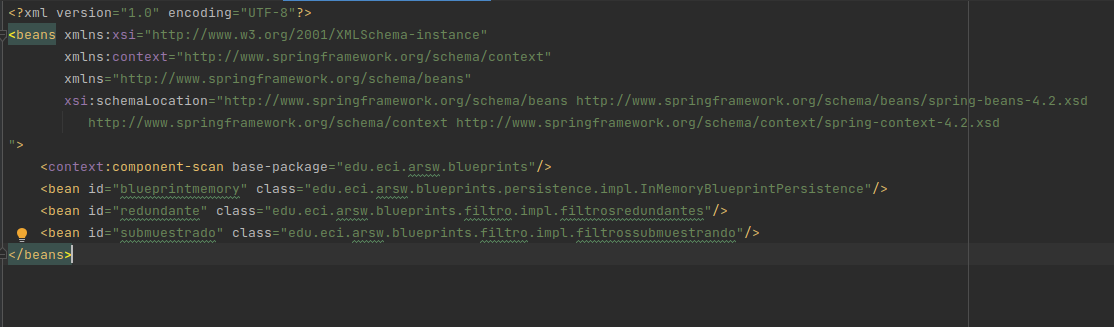 <?xml version="1.0" encoding="UTF-8"?>
<beans xmlns:xsi="http://www.w3.org/2001/XMLSchema-instance"
       xmlns:context="http://www.springframework.org/schema/context"
       xmlns="http://www.springframework.org/schema/beans"
       xsi:schemaLocation="http://www.springframework.org/schema/beans http://www.springframework.org/schema/beans/spring-beans-4.2.xsd
          http://www.springframework.org/schema/context http://www.springframework.org/schema/context/spring-context-4.2.xsd
">
    <context:component-scan base-package="edu.eci.arsw.blueprints"/>
    <bean id="blueprintmemory" class="edu.eci.arsw.blueprints.persistence.impl.InMemoryBlueprintPersistence"/>
    <bean id="redundante" class="edu.eci.arsw.blueprints.filtro.impl.filtrosredundantes"/>
    <bean id="submuestrado" class="edu.eci.arsw.blueprints.filtro.impl.filtrossubmuestrando"/>
</beans>